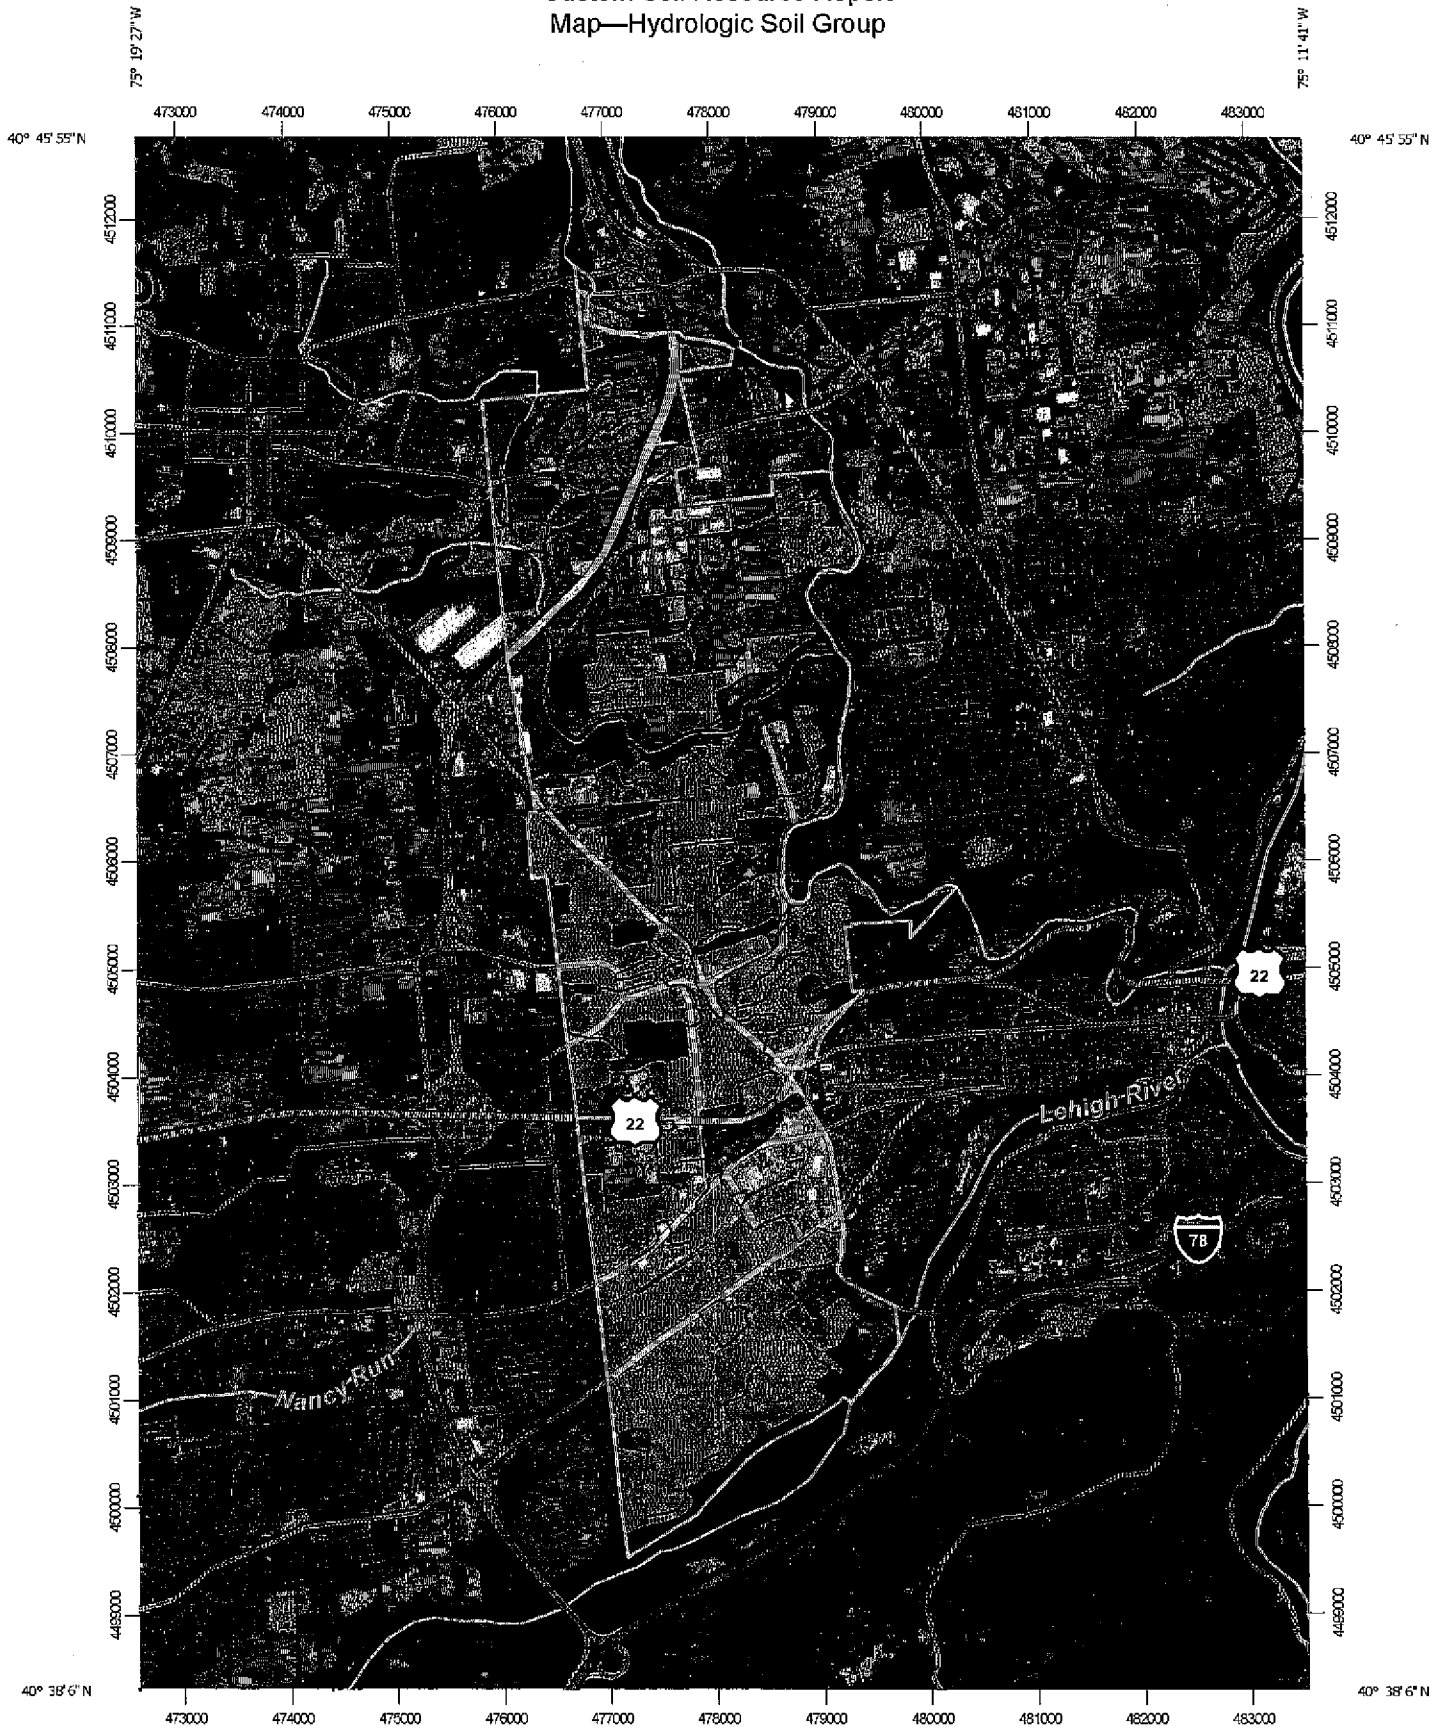 Map—Hydrologic Soil Group
75° 19' 27" W
75° 11' 41" W
473000 474000 475000 476000 477000 478000 479000 480000 481000 482000 483000
40° 45' 55" N
40° 45' 55" N
4512000
4512000
4511000
4511000
4510000
4510000
4509000
4509000
4508000
4508000
4507000
4507000
4506000
4506000
4505000
22
4505000
4504000
4504000
Lehigh River
22
4503000
4503000
78
4502000
4502000
Nancy Run
4501000
4501000
4500000
4500000
4499000
4499000
40° 38' 6" N
40° 38' 6" N
473000 474000 475000 476000 477000 478000 479000 480000 481000 482000 483000